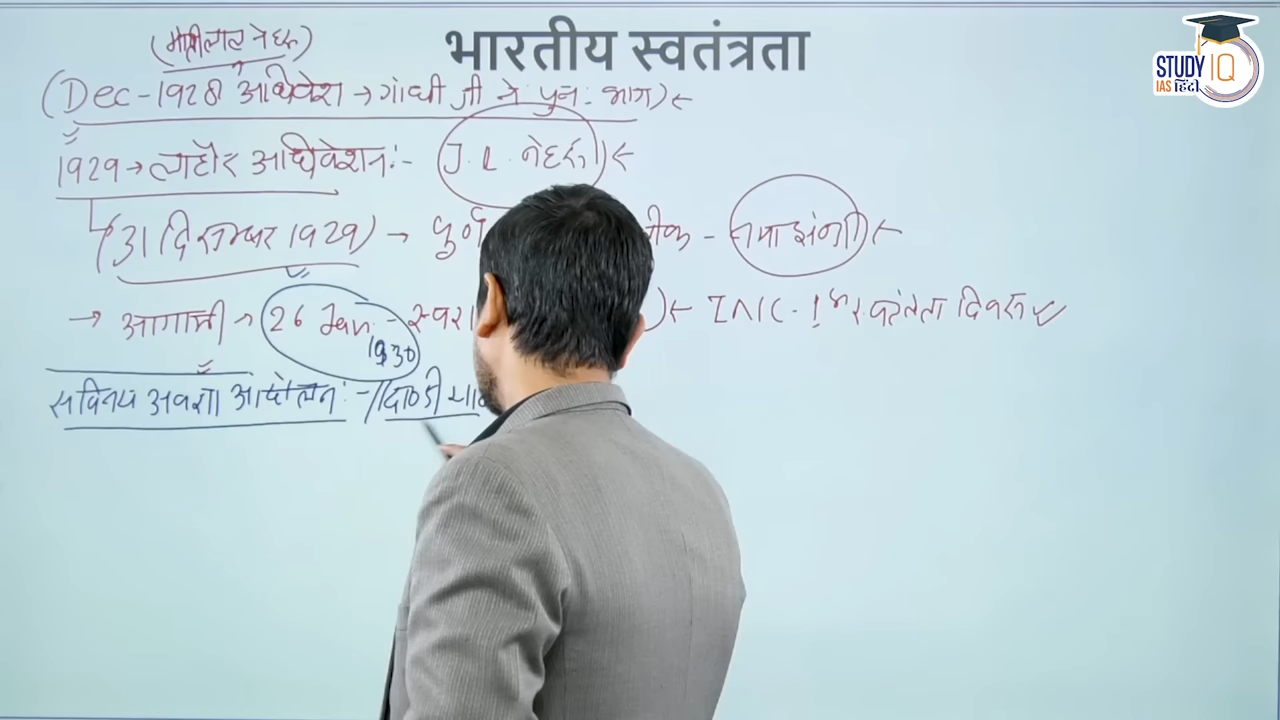 भारतीय स्वतंत्रता
STUDY IQ
IAS हिंदी
(मोतीलाल नेहरू)
(Dec-1928 अधिवेश → गांधी जी ने पुनः भाग) ←
1929 → लाहौर अधिवेशन:- (J.L. नेहरू) ←
(31 दिसम्बर 1929) →
→ आगामी → 26 Jan - ← INC - 1st स्वतंत्रता दिवस
1930
सविनय अवज्ञा आंदोलन :- दाण्डी